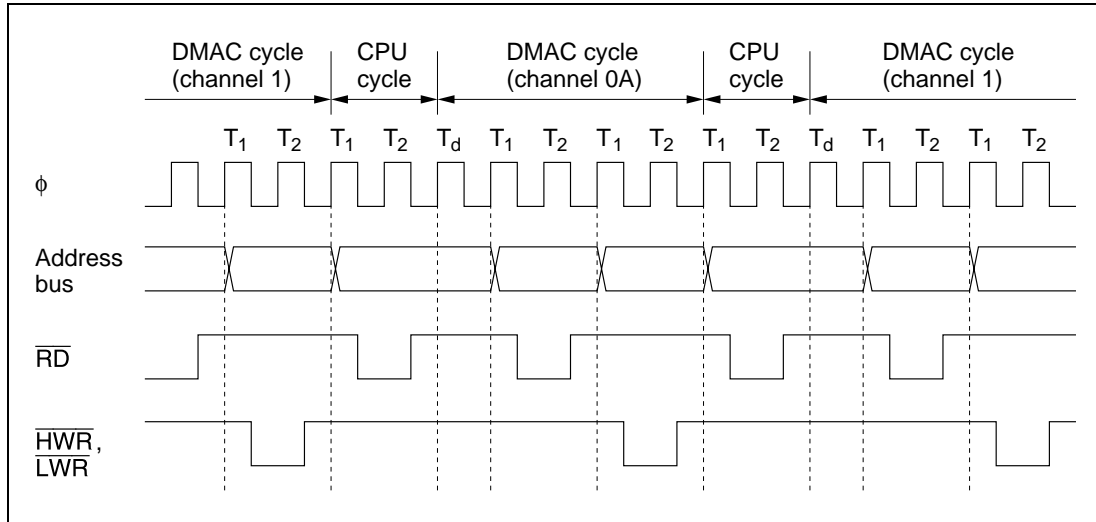 DMAC cycle CPU DMAC cycle CPU DMAC cycle
(channel 1) cycle (channel 0A) cycle (channel 1)
T1 T2 T1 T2 Td T1 T2 T1 T2 T1 T2 Td T1 T2 T1 T2
φ
Address
bus
RD
HWR ,
LWR